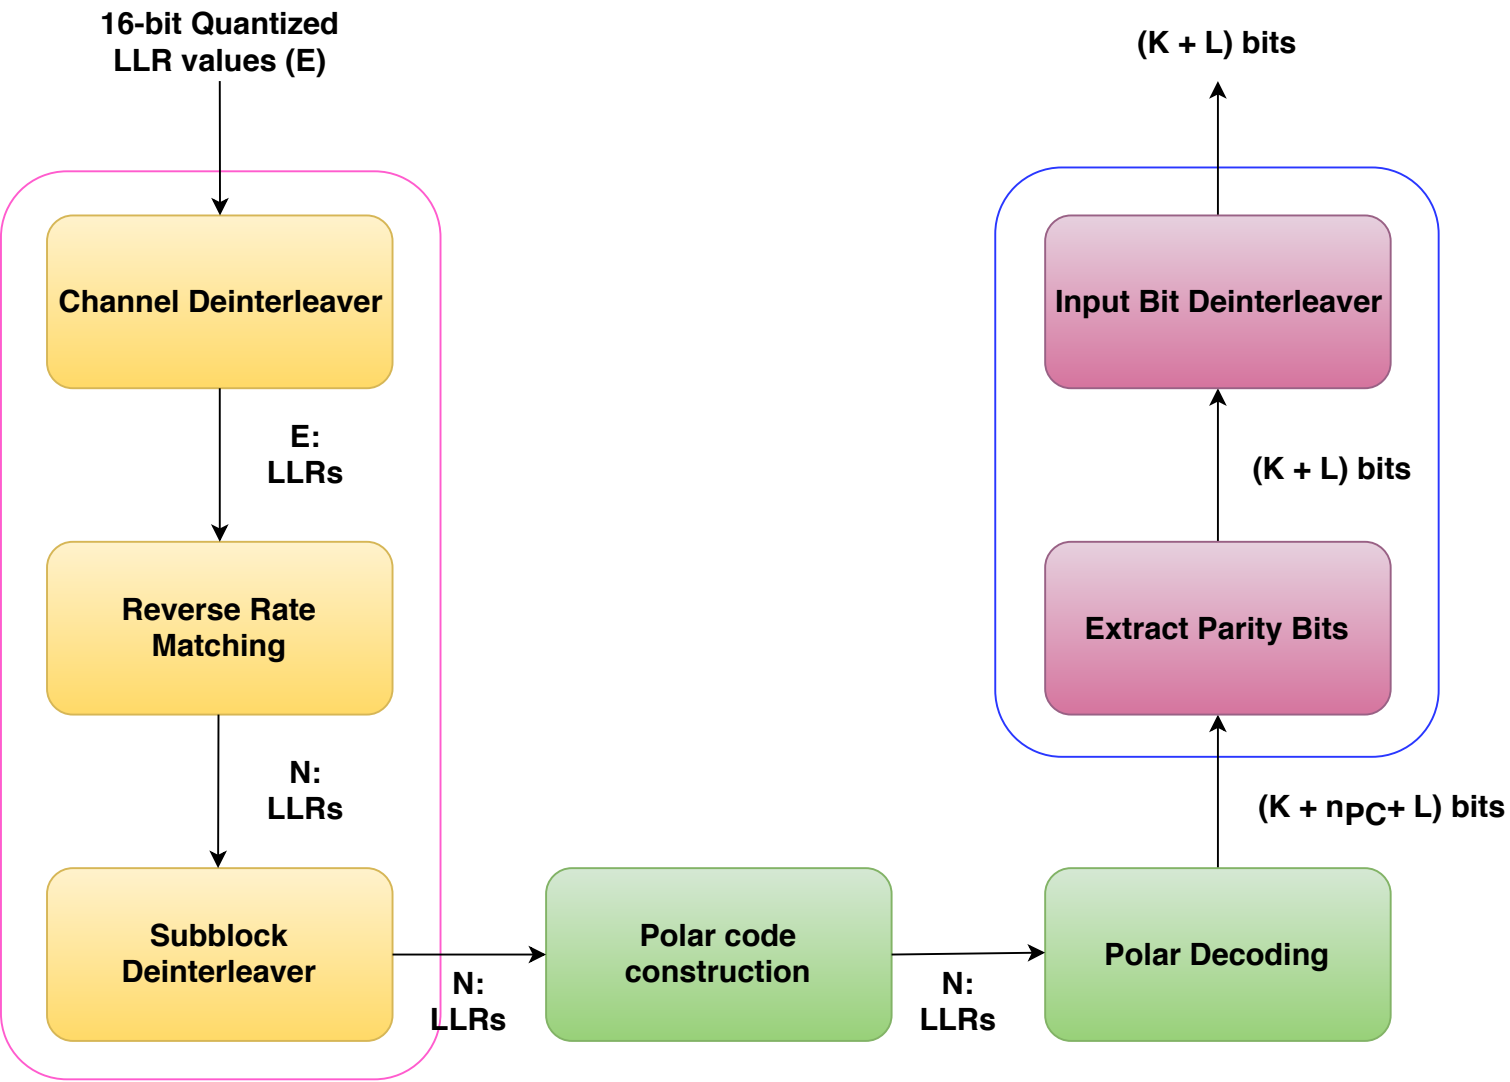 16-bit Quantized
LLR values (E)
Channel Deinterleaver
E:
LLRs
Reverse Rate
Matching
N:
LLRs
Subblock
Deinterleaver
N:
LLRs
Polar code
construction
N:
LLRs
Polar Decoding
(K + nPC+ L) bits
Extract Parity Bits
(K + L) bits
Input Bit Deinterleaver
(K + L) bits